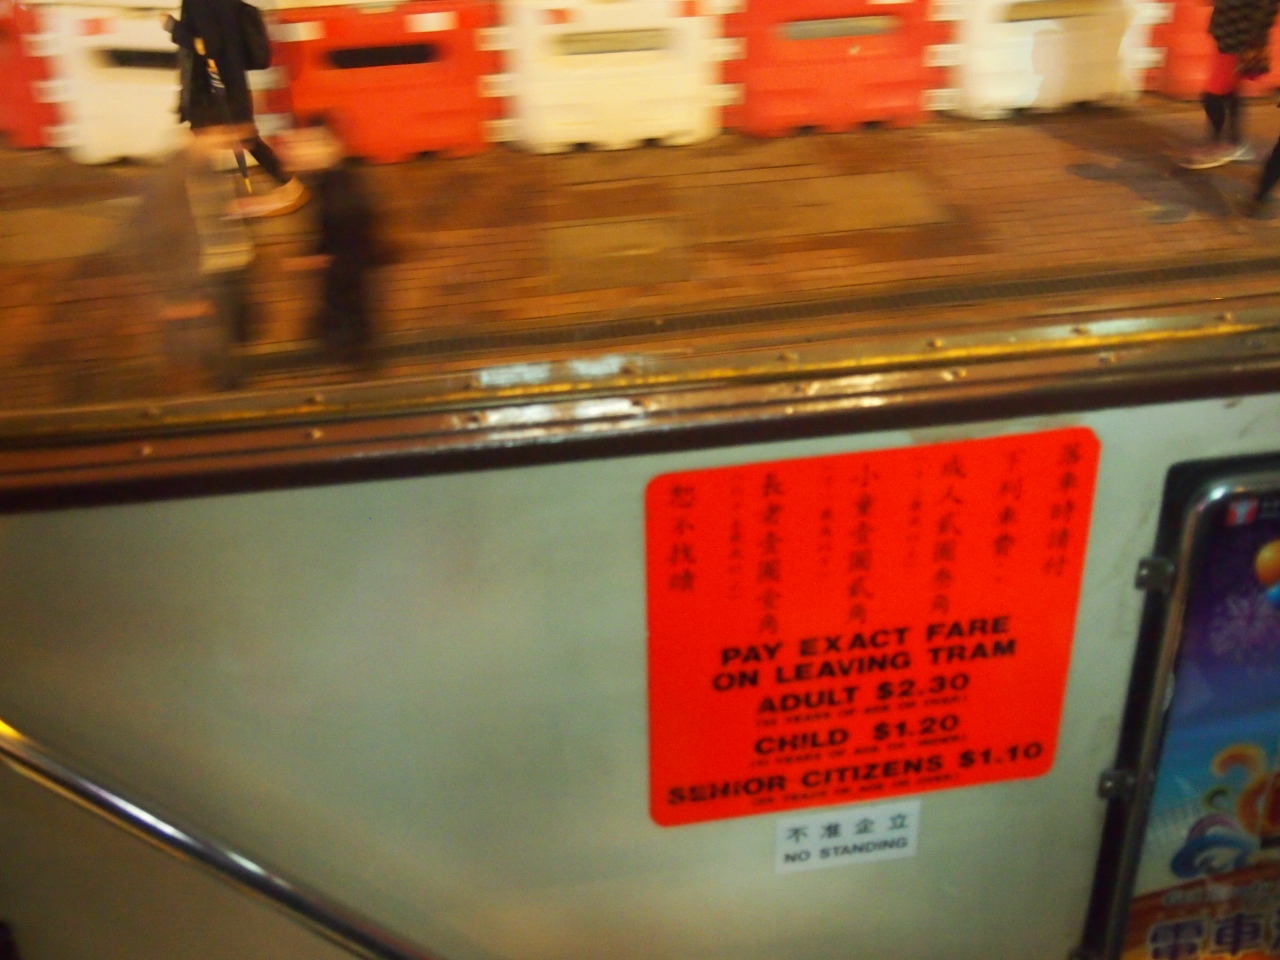 落車時請付
下列車費：
成人貳圓叁角
小童壹圓貳角
長者壹圓壹角
恕不找續
PAY EXACT FARE
ON LEAVING TRAM
ADULT $2.30
CHILD $1.20
SENIOR CITIZENS $1.10
不准企立
NO STANDING
電車